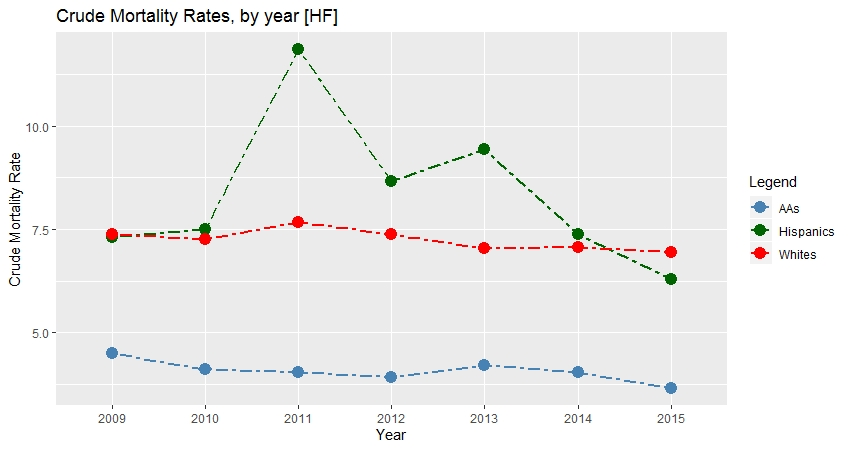 Crude Mortality Rates, by year [HF]
Crude Mortality Rate
10.0
7.5
5.0
2009 2010 2011 2012 2013 2014 2015
Year
Legend
AAs
Hispanics
Whites